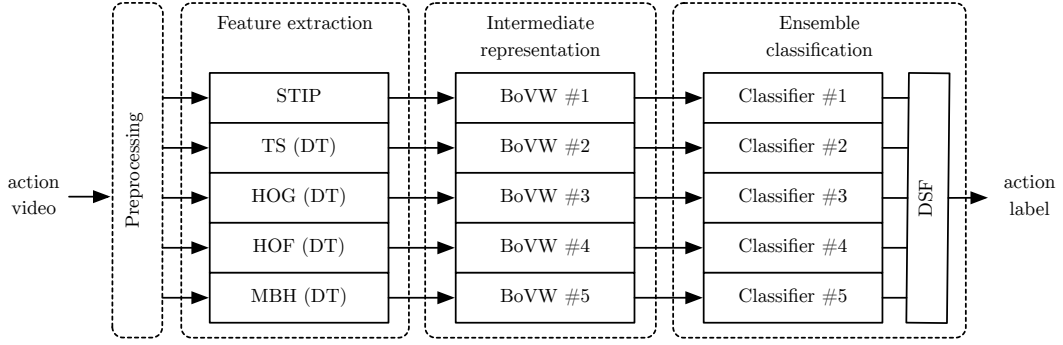 action
video
Preprocessing
Feature extraction
STIP
TS (DT)
HOG (DT)
HOF (DT)
MBH (DT)
Intermediate
representation
BoVW #1
BoVW #2
BoVW #3
BoVW #4
BoVW #5
Ensemble
classification
Classifier #1
Classifier #2
Classifier #3
Classifier #4
Classifier #5
DSF
action
label